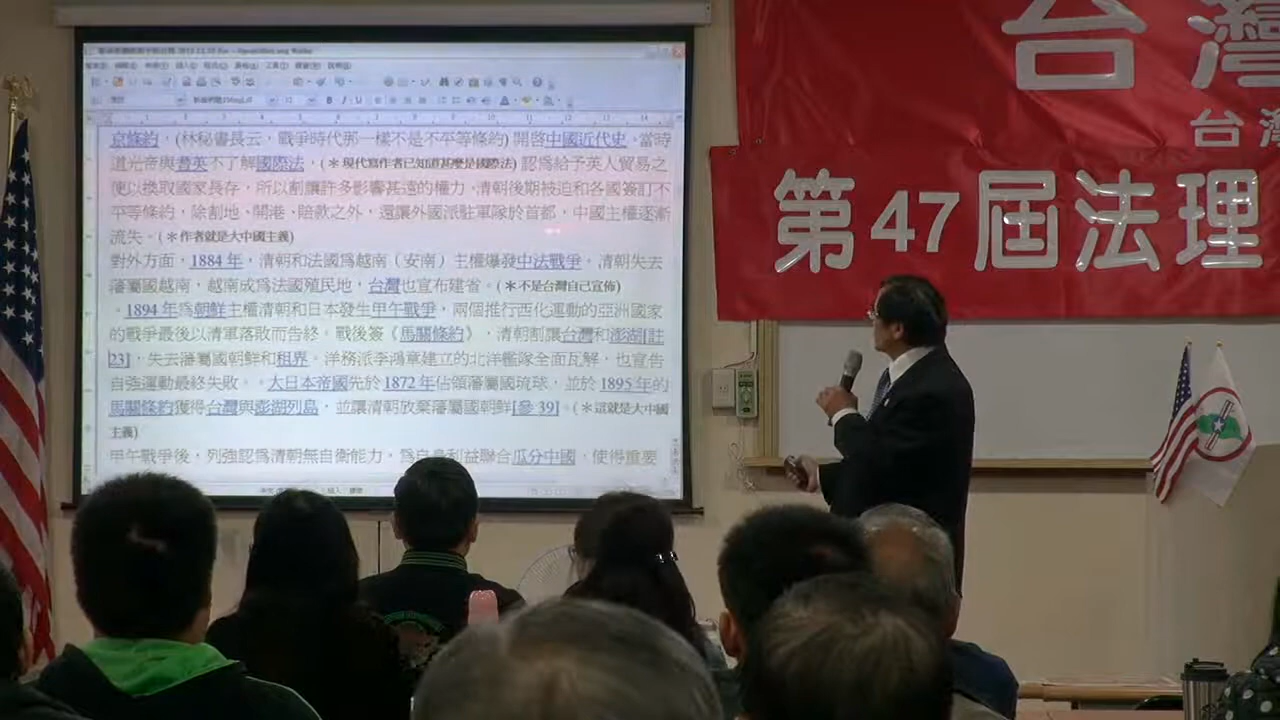 京條約，(林秘書長云，戰爭時代那一樣不是不平等條約) 開啓中國近代史。當時
道光帝與耆英不了解國際法，(＊現代寫作者已知道甚麼是國際法) 認爲給予英人貿易之
便以換取國家長存，所以割讓許多影響甚遠的權力，清朝後期被迫和各國簽訂不
平等條約，除割地、開港、賠款之外，還讓外國派駐軍隊於首都，中國主權逐漸
流失。(＊作者就是大中國主義)
對外方面，1884 年，清朝和法國爲越南（安南）主權爆發中法戰爭，清朝失去
藩屬國越南，越南成爲法國殖民地，台灣也宣布建省。(＊不是台灣自己宣佈)
。1894 年爲朝鮮主權清朝和日本發生甲午戰爭，兩個推行西化運動的亞洲國家
的戰爭最後以清軍落敗而告終。戰後簽《馬關條約》，清朝割讓台灣和澎湖[註
23]，失去藩屬國朝鮮和租界。洋務派李鴻章建立的北洋艦隊全面瓦解，也宣告
自強運動最終失敗。。大日本帝國先於 1872 年佔領藩屬國琉球，並於 1895 年的
馬關條約獲得台灣與澎湖列島，並讓清朝放棄藩屬國朝鮮[參 39]。(＊這就是大中國
主義)
甲午戰爭後，列強認爲清朝無自衛能力，爲自身利益聯合瓜分中國，使得重要
台灣
台灣
第47屆法理